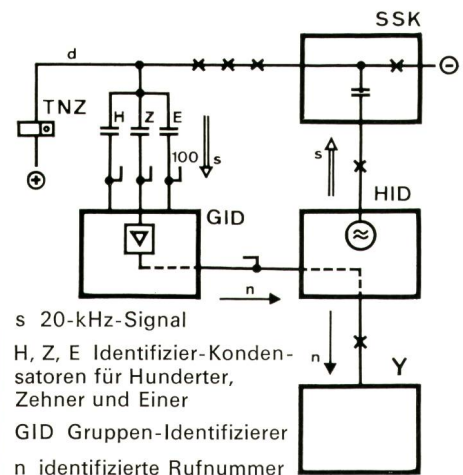 SSK
d
TNZ
H Z E
100 s
s
HID
GID
n
n
Y
s 20-kHz-Signal
H, Z, E Identifizier-Konden-
satoren für Hunderter,
Zehner und Einer
GID Gruppen-Identifizierer
n identifizierte Rufnummer